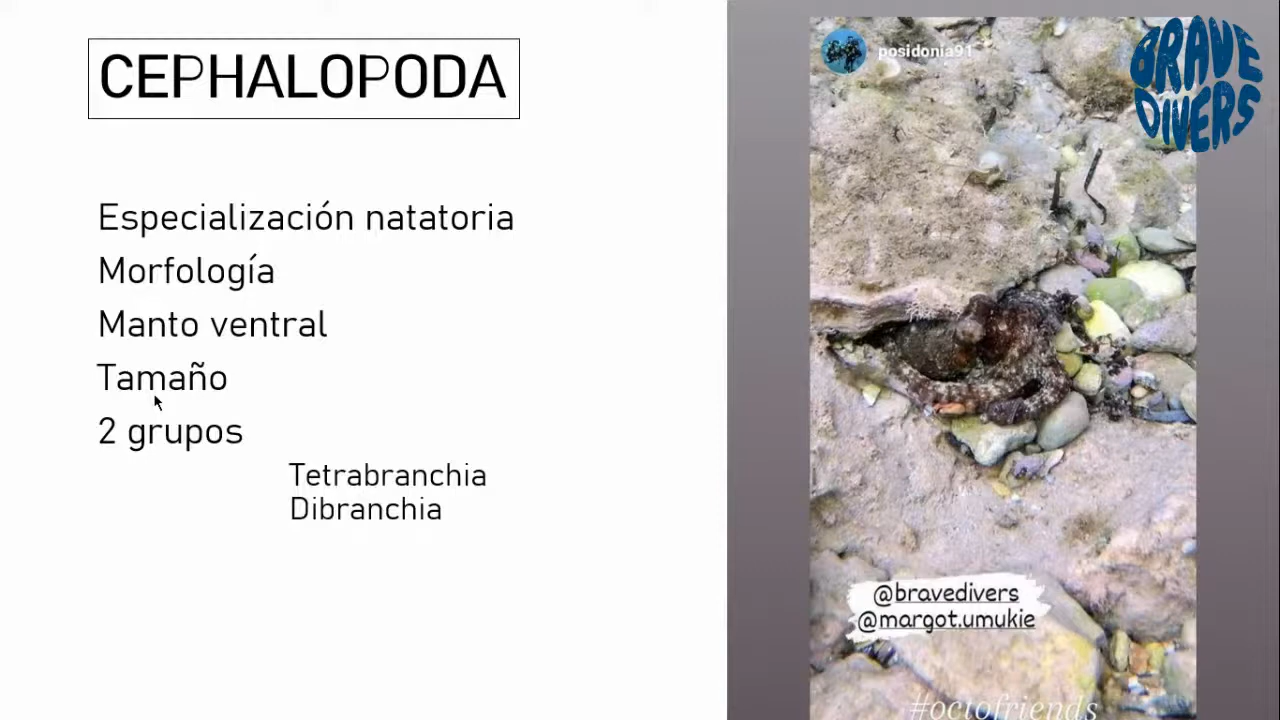 CEPHALOPODA
Especialización natatoria
Morfología
Manto ventral
Tamaño
2 grupos
Tetrabranchia
Dibranchia
posidonia91
BRAVE
DIVERS
@bravedivers
@margot.umukie
#octofriends